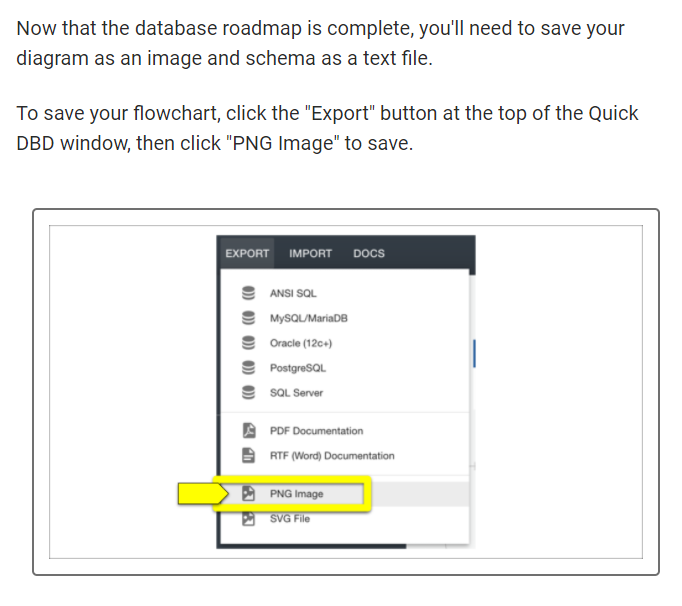 Now that the database roadmap is complete, you'll need to save your
diagram as an image and schema as a text file.
To save your flowchart, click the "Export" button at the top of the Quick
DBD window, then click "PNG Image" to save.
EXPORT IMPORT DOCS
ANSI SQL
MySQL/MariaDB
Oracle (12c+)
PostgreSQL
SQL Server
PDF Documentation
RTF (Word) Documentation
PNG Image
SVG File